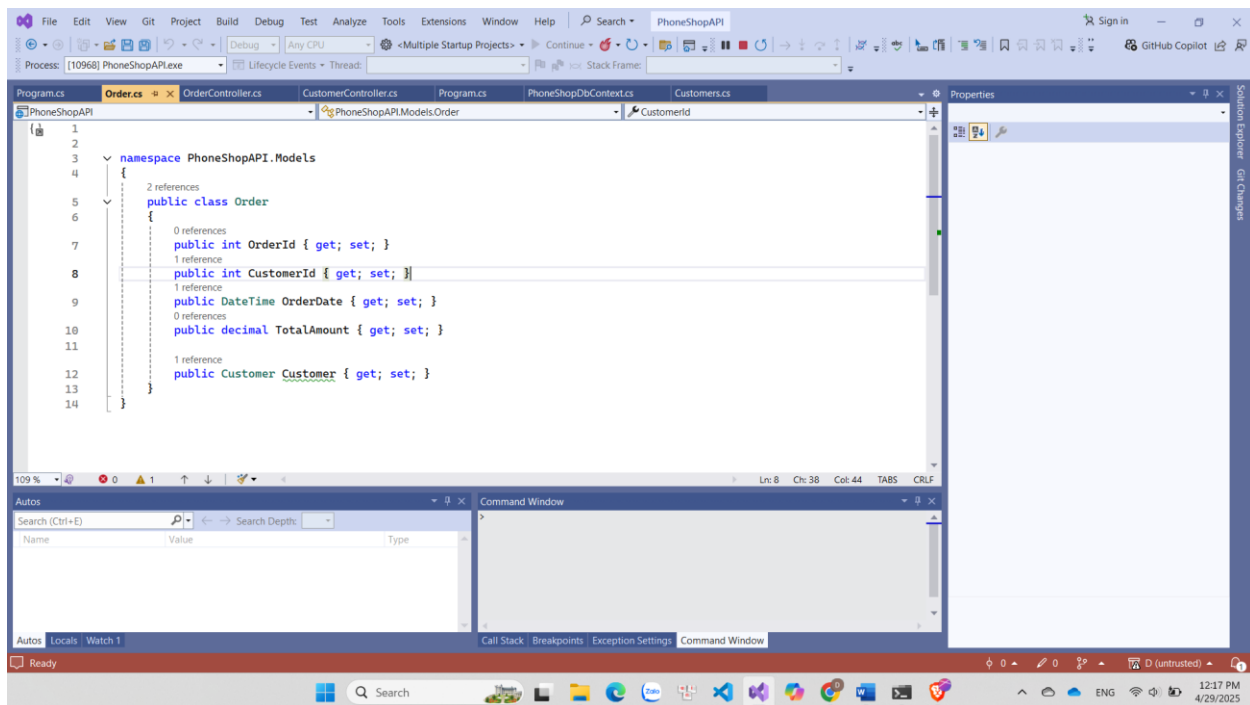 File Edit View Git Project Build Debug Test Analyze Tools Extensions Window Help Search PhoneShopAPI Sign in
Debug Any CPU <Multiple Startup Projects> Continue GitHub Copilot
Process: [10968] PhoneShopAPI.exe Lifecycle Events Thread: Stack Frame:
Program.cs Order.cs OrderController.cs CustomerController.cs Program.cs PhoneShopDbContext.cs Customers.cs
Properties
PhoneShopAPI PhoneShopAPI.Models.Order CustomerId
Solution Explorer
Git Changes
1
2
3 namespace PhoneShopAPI.Models
4 {
2 references
5 public class Order
6 {
0 references
7 public int OrderId { get; set; }
1 reference
8 public int CustomerId { get; set; }
1 reference
9 public DateTime OrderDate { get; set; }
0 references
10 public decimal TotalAmount { get; set; }
11
1 reference
12 public Customer Customer { get; set; }
13 }
14 }
109 % 0 1 Ln: 8 Ch: 38 Col: 44 TABS CRLF
Autos
Search (Ctrl+E) Search Depth:
Name Value Type
Command Window
>
Autos Locals Watch 1
Call Stack Breakpoints Exception Settings Command Window
Ready 0 0 D (untrusted) 1
Search Zalo ENG 12:17 PM
4/29/2025